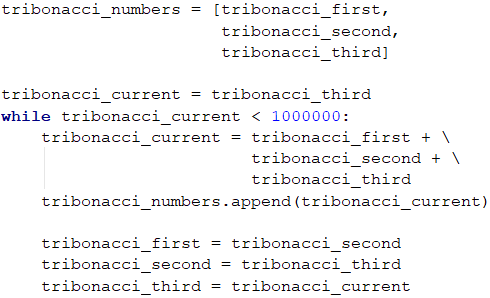 tribonacci_numbers = [tribonacci_first,
                      tribonacci_second,
                      tribonacci_third]

tribonacci_current = tribonacci_third
while tribonacci_current < 1000000:
    tribonacci_current = tribonacci_first + \
                         tribonacci_second + \
                         tribonacci_third
    tribonacci_numbers.append(tribonacci_current)

    tribonacci_first = tribonacci_second
    tribonacci_second = tribonacci_third
    tribonacci_third = tribonacci_current